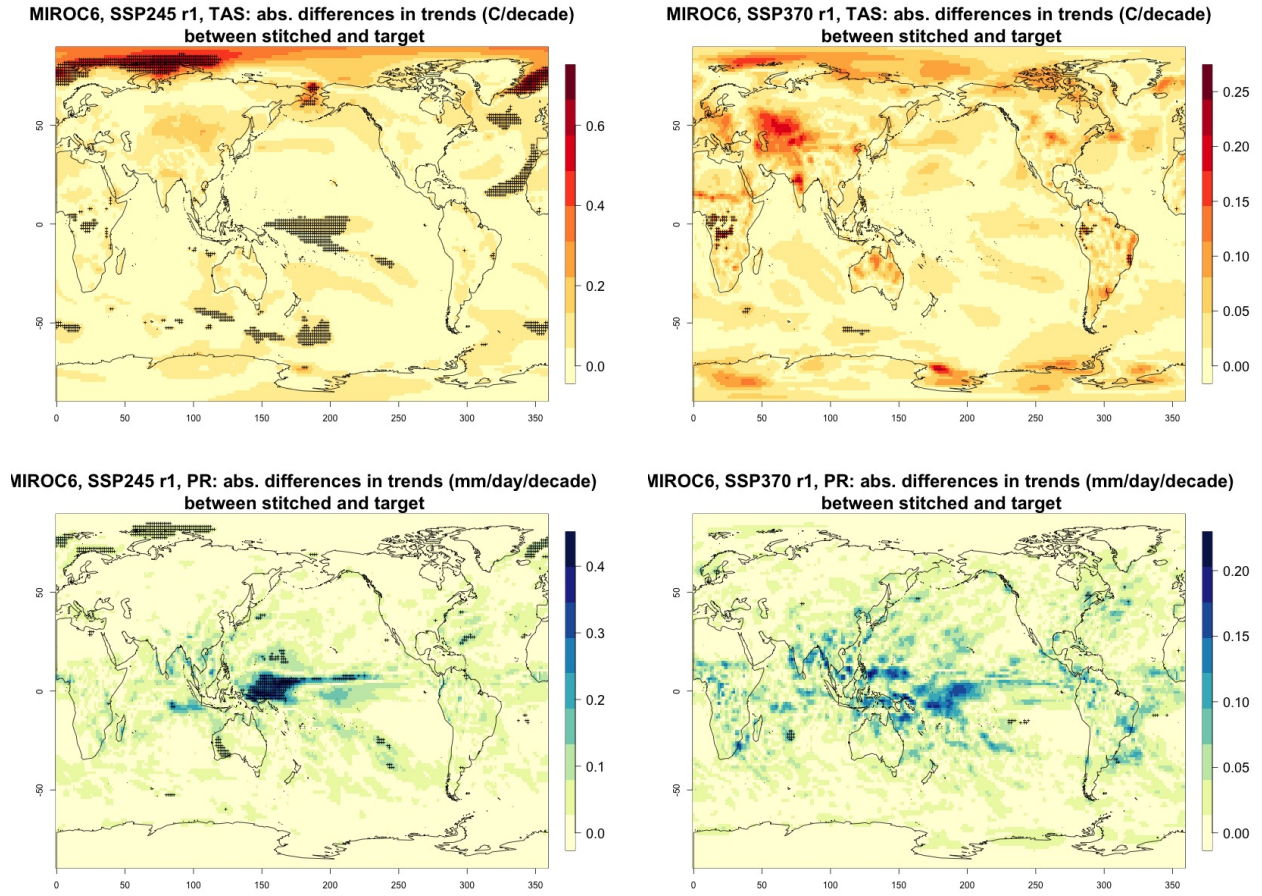 MIROC6, SSP245 r1, TAS: abs. differences in trends (C/decade)
between stitched and target
50
0
-50
0 50 100 150 200 250 300 350
0.6
0.4
0.2
0.0
MIROC6, SSP370 r1, TAS: abs. differences in trends (C/decade)
between stitched and target
50
0
-50
0 50 100 150 200 250 300 350
0.25
0.20
0.15
0.10
0.05
0.00
MIROC6, SSP245 r1, PR: abs. differences in trends (mm/day/decade)
between stitched and target
50
0
-50
0 50 100 150 200 250 300 350
0.4
0.3
0.2
0.1
0.0
MIROC6, SSP370 r1, PR: abs. differences in trends (mm/day/decade)
between stitched and target
50
0
-50
0 50 100 150 200 250 300 350
0.20
0.15
0.10
0.05
0.00